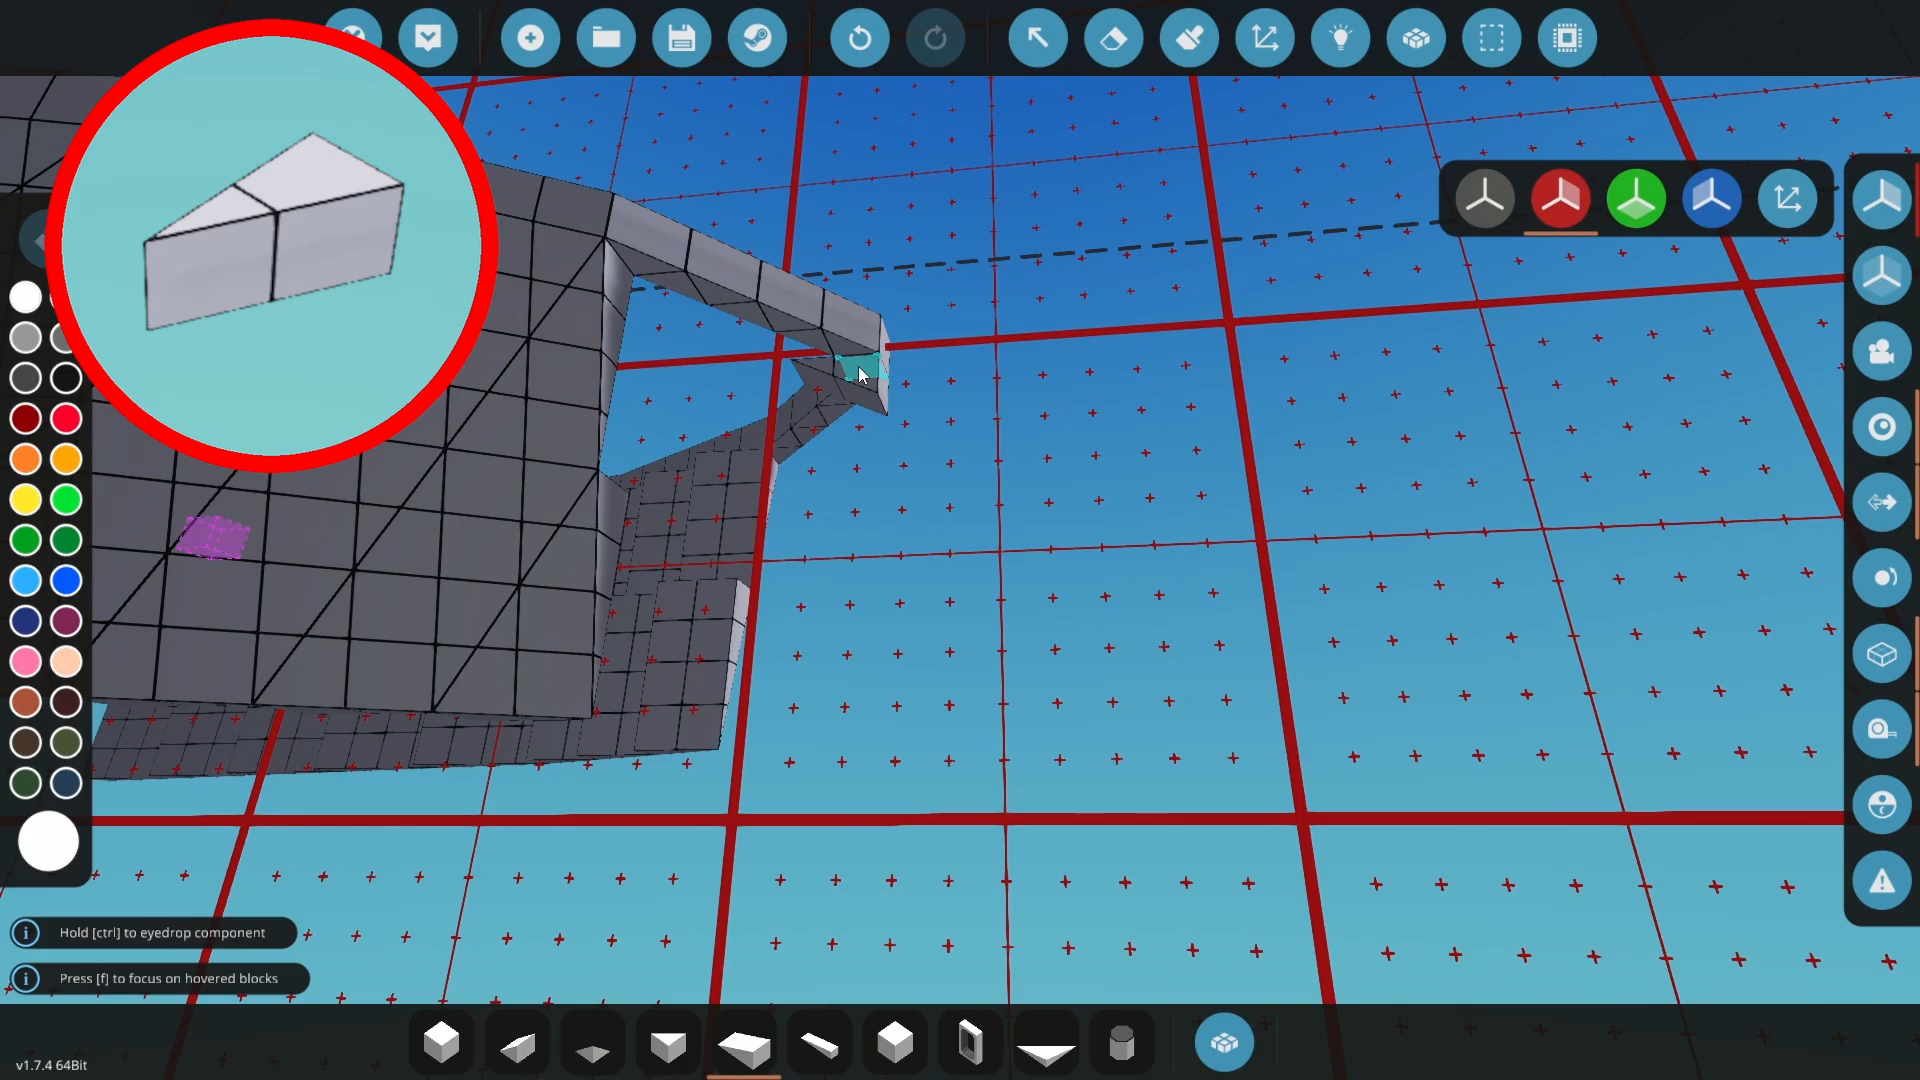 Hold [ctrl] to eyedrop component
Press [f] to focus on hovered blocks
v1.7.4 64Bit